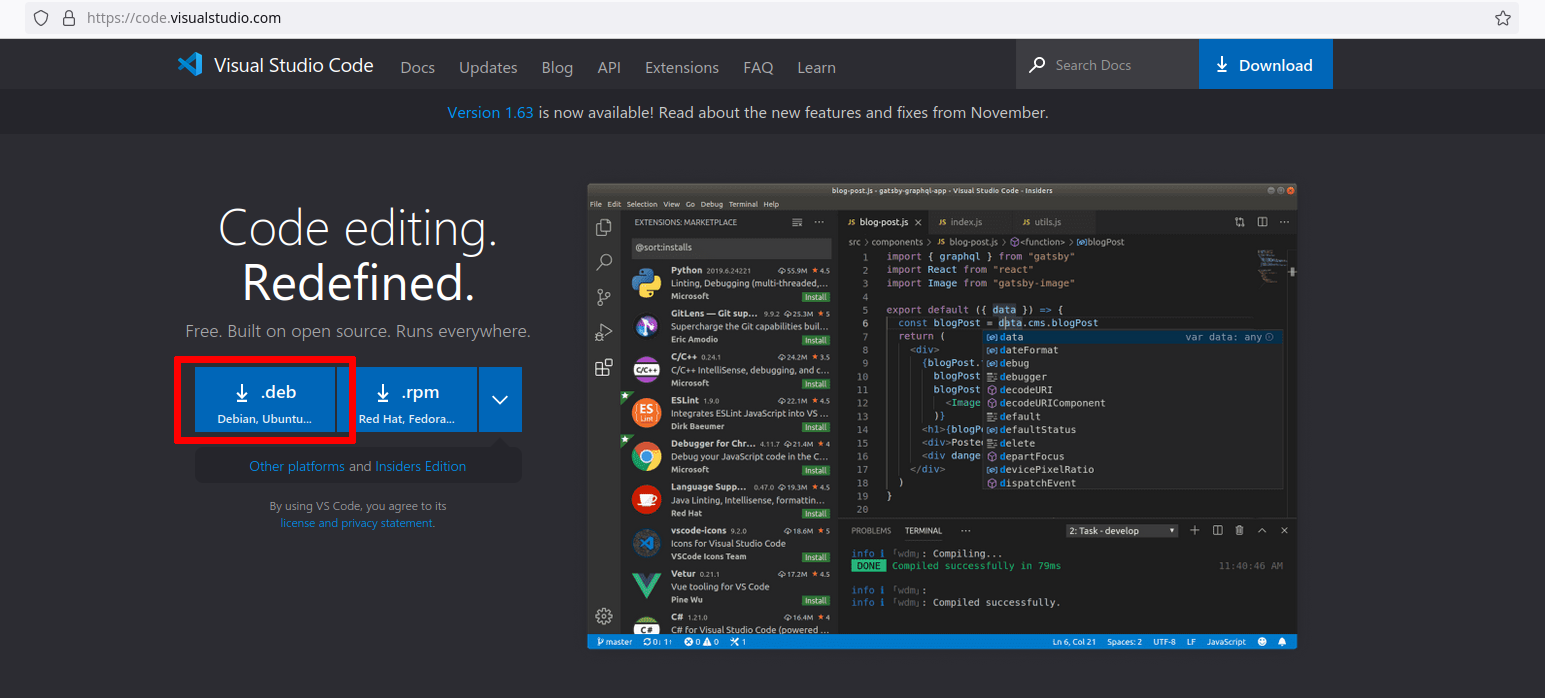 https://code.visualstudio.com
Visual Studio Code Docs Updates Blog API Extensions FAQ Learn Search Docs Download
Version 1.63 is now available! Read about the new features and fixes from November.
Code editing.
Redefined.
Free. Built on open source. Runs everywhere.
.deb
Debian, Ubuntu...
.rpm
Red Hat, Fedora...
Other platforms and Insiders Edition
By using VS Code, you agree to its
license and privacy statement.
blog-post.js - gatsby-graphql-app - Visual Studio Code - Insiders
File Edit Selection View Go Debug Terminal Help
EXTENSIONS: MARKETPLACE
@sort:installs
Python 2019.6.24221 55.9M 4.5
Linting, Debugging (multi-threaded,...
Microsoft Install
GitLens — Git sup... 9.9.2 25.3M 5
Supercharge the Git capabilities buil...
Eric Amodio Install
C/C++ 0.24.1 24.2M 3.5
C/C++ IntelliSense, debugging, and c...
Microsoft Install
ESLint 1.9.0 22.1M 4.5
Integrates ESLint JavaScript into VS ...
Dirk Baeumer Install
Debugger for Chr... 4.11.7 21.4M 4
Debug your JavaScript code in the C...
Microsoft Install
Language Supp... 0.47.0 19.3M 4.5
Java Linting, Intellisense, formattin...
Red Hat Install
vscode-icons 9.2.0 18.6M 5
Icons for Visual Studio Code
VSCode Icons Team Install
Vetur 0.21.1 17.2M 4.5
Vue tooling for VS Code
Pine Wu Install
C# 1.21.0 16.4M 4
C# for Visual Studio Code (powered ...
C/C++
ES
Lint
C#
JS blog-post.js JS index.js JS utils.js
src > components > JS blog-post.js > <function> > blogPost
1 import { graphql } from "gatsby"
2 import React from "react"
3 import Image from "gatsby-image"
4
5 export default ({ data }) => {
6 const blogPost = data.cms.blogPost
7 return (
8 <div>
9 {blogPost.
10 blogPost
11 blogPost
12 <Image
13 )}
14 <h1>{blogP
15 <div>Poste
16 <div dange
17 </div>
18 )
19 }
20
data var data: any
dateFormat
debug
debugger
decodeURI
decodeURIComponent
default
defaultStatus
delete
departFocus
devicePixelRatio
dispatchEvent
PROBLEMS TERMINAL ... 2: Task - develop
info i ｢wdm｣: Compiling...
DONE Compiled successfully in 79ms 11:40:46 AM
info i ｢wdm｣:
info i ｢wdm｣: Compiled successfully.
master 0↓ 1↑ 0 0 1 Ln 6, Col 21 Spaces: 2 UTF-8 LF JavaScript